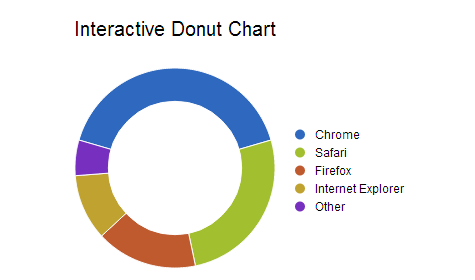 Interactive Donut Chart
Chrome
Safari
Firefox
Internet Explorer
Other